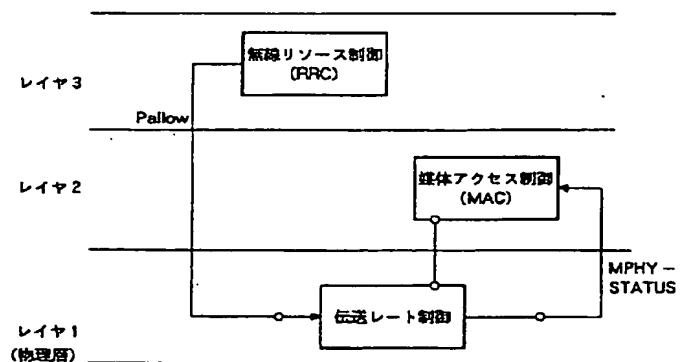 無線リソース制御
(RRC)
レイヤ3
Pallow
レイヤ2
媒体アクセス制御
(MAC)
MPHY-
STATUS
伝送レート制御
レイヤ1
(物理層)